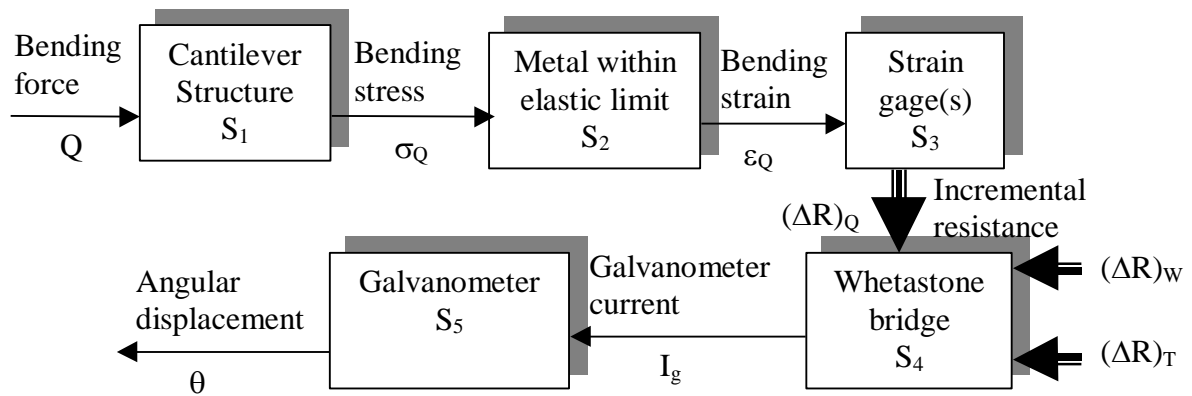 Bending
force
Q
Cantilever
Structure
S₁
Bending
stress
σQ
Metal within
elastic limit
S₂
Bending
strain
εQ
Strain
gage(s)
S₃
(ΔR)Q
Incremental
resistance
Whetastone
bridge
S₄
(ΔR)W
(ΔR)T
Galvanometer
current
Ig
Galvanometer
S₅
Angular
displacement
θ